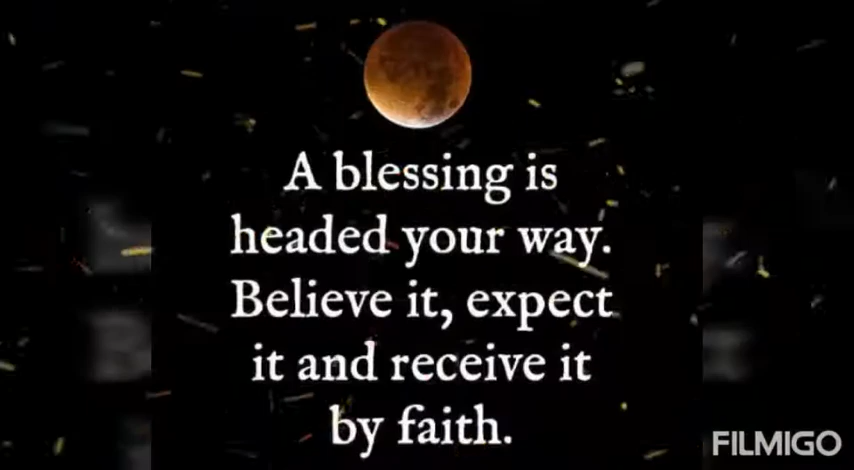 A blessing is
headed your way.
Believe it, expect
it and receive it
by faith.
FILMIGO